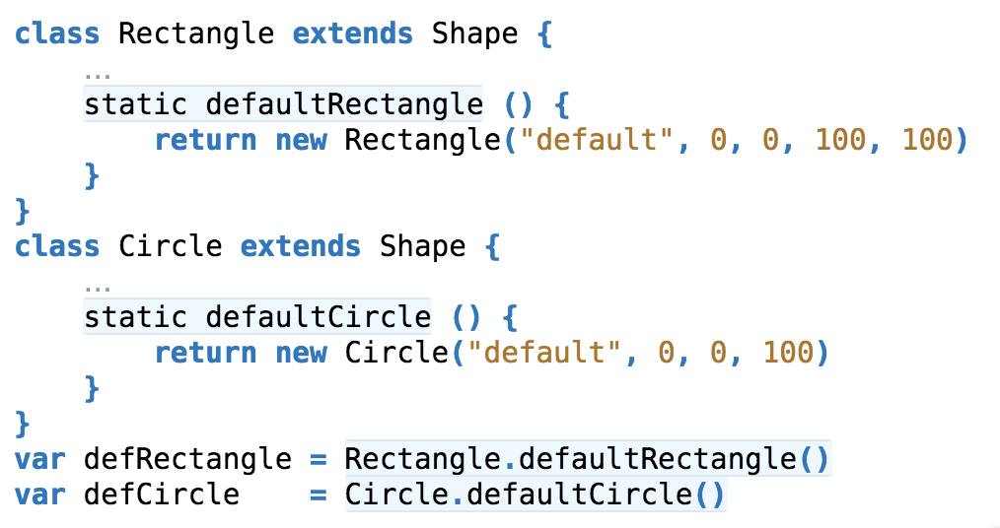 class Rectangle extends Shape {
    …
    static defaultRectangle () {
        return new Rectangle("default", 0, 0, 100, 100)
    }
}
class Circle extends Shape {
    …
    static defaultCircle () {
        return new Circle("default", 0, 0, 100)
    }
}
var defRectangle = Rectangle.defaultRectangle()
var defCircle    = Circle.defaultCircle()